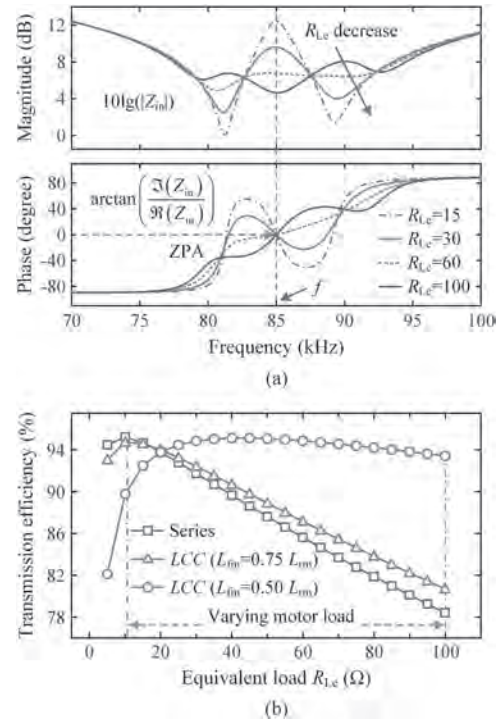 12
8
4
0
Magnitude (dB)
R_Le decrease
10lg(|Z_in|)
80
40
0
-40
-80
Phase (degree)
arctan(ℑ(Z_in)/ℜ(Z_in))
ZPA
f
R_Le=15
R_Le=30
R_Le=60
R_Le=100
70 75 80 85 90 95 100
Frequency (kHz)
(a)
94
90
86
82
78
Transmission efficiency (%)
Series
LCC (L_fm=0.75 L_rm)
LCC (L_fm=0.50 L_rm)
Varying motor load
0 20 40 60 80 100
Equivalent load R_Le (Ω)
(b)